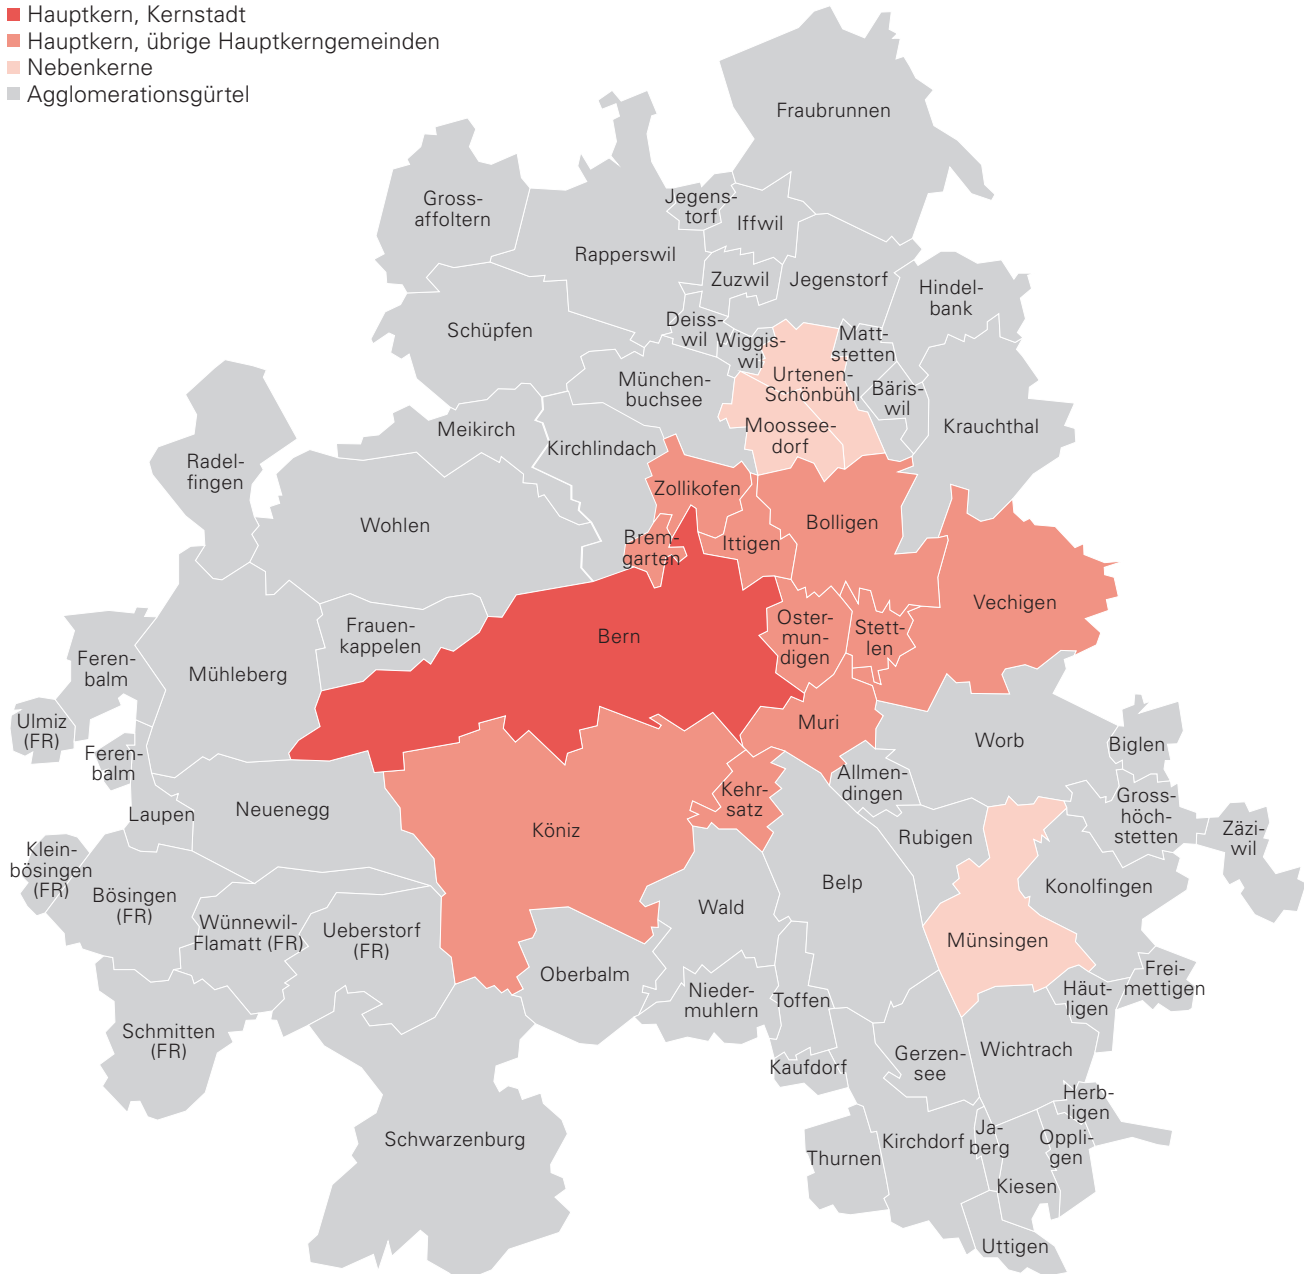 Hauptkern, Kernstadt
Hauptkern, übrige Hauptkerngemeinden
Nebenkerne
Agglomerationsgürtel
Fraubrunnen
Gross-
affoltern
Jegens-
torf
Iffwil
Rapperswil
Zuzwil
Jegenstorf
Hindel-
bank
Schüpfen
Deiss-
wil
Wiggis-
wil
Matt-
stetten
Urtenen-
Schönbühl
Bäris-
wil
München-
buchsee
Moossee-
dorf
Krauchthal
Meikirch
Kirchlindach
Radel-
fingen
Zollikofen
Wohlen
Bolligen
Brem-
garten
Ittigen
Vechigen
Frauen-
kappelen
Bern
Oster-
mun-
digen
Stett-
len
Mühleberg
Feren-
balm
Ulmiz
(FR)
Feren-
balm
Muri
Worb
Biglen
Allmen-
dingen
Kehr-
satz
Gross-
höch-
stetten
Laupen
Neuenegg
Köniz
Rubigen
Zäzi-
wil
Klein-
bösingen
(FR)
Bösingen
(FR)
Belp
Konolfingen
Wünnewil-
Flamatt (FR)
Ueberstorf
(FR)
Wald
Münsingen
Oberbalm
Nieder-
muhlern
Toffen
Häut-
ligen
Frei-
mettigen
Schmitten
(FR)
Kaufdorf
Gerzen-
see
Wichtrach
Herb-
ligen
Schwarzenburg
Thurnen
Kirchdorf
Ja-
berg
Oppli-
gen
Kiesen
Uttigen